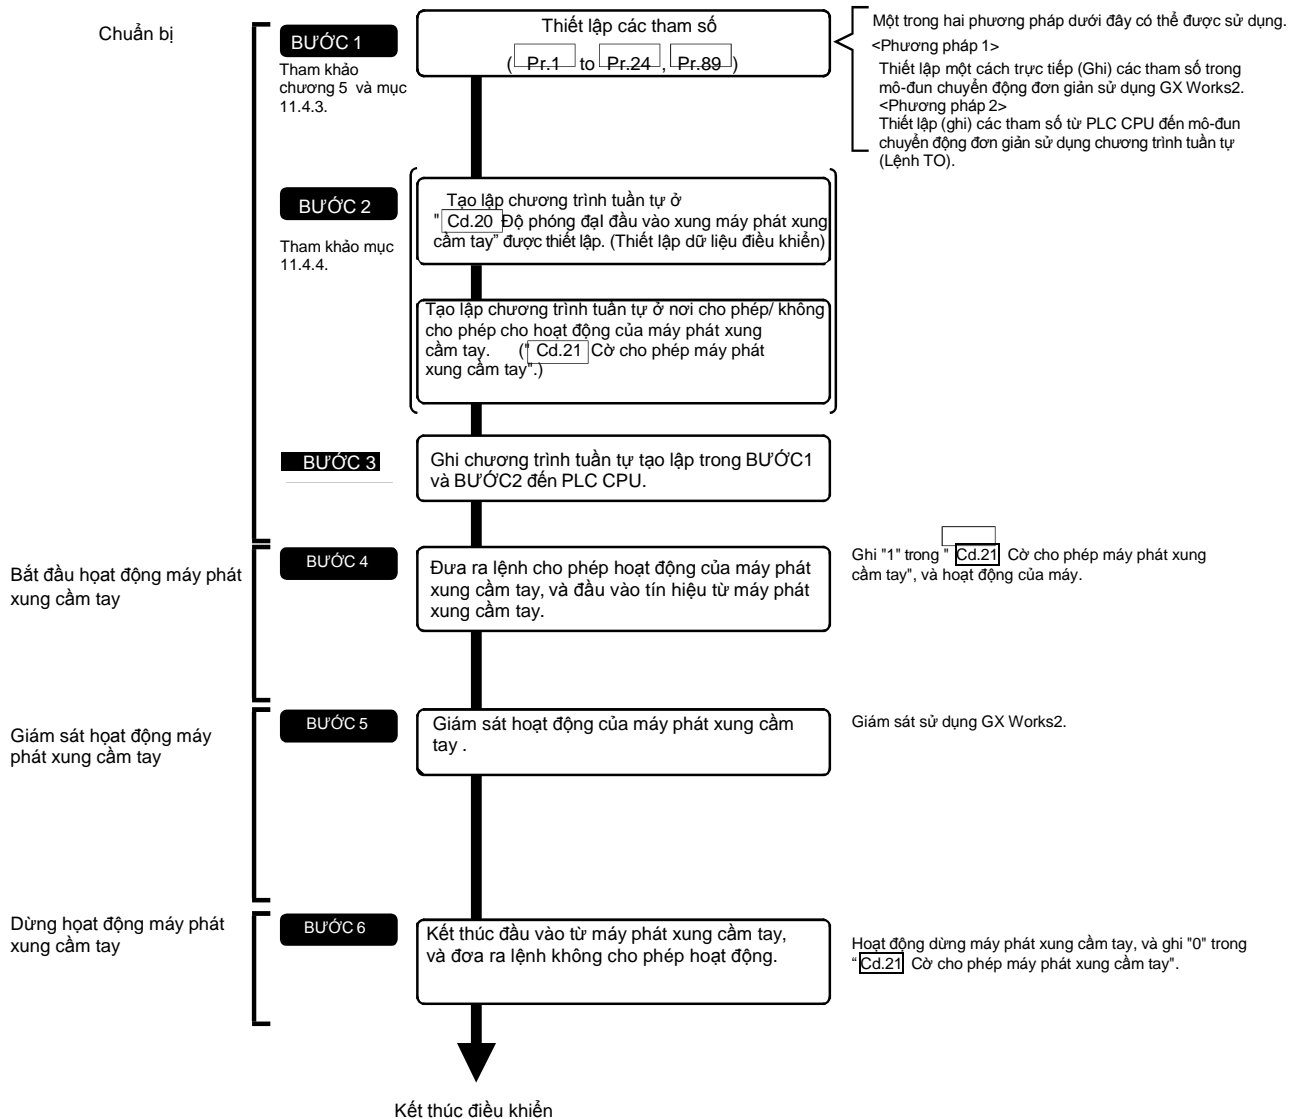 Chuẩn bị
BƯỚC 1
Tham khảo
chương 5 và mục
11.4.3.
Thiết lập các tham số
( Pr.1 to Pr.24 , Pr.89 )
Một trong hai phương pháp dưới đây có thể được sử dụng.
<Phương pháp 1>
Thiết lập một cách trực tiếp (Ghi) các tham số trong
mô-đun chuyển động đơn giản sử dụng GX Works2.
<Phương pháp 2>
Thiết lập (ghi) các tham số từ PLC CPU đến mô-đun
chuyển động đơn giản sử dụng chương trình tuần tự
(Lệnh TO).
BƯỚC 2
Tham khảo mục
11.4.4.
Tạo lập chương trình tuần tự ở
" Cd.20 Độ phóng đại đầu vào xung máy phát xung
cầm tay” được thiết lập. (Thiết lập dữ liệu điều khiển)
Tạo lập chương trình tuần tự ở nơi cho phép/ không
cho phép cho hoạt động của máy phát xung
cầm tay. (" Cd.21 Cờ cho phép máy phát
xung cầm tay".)
BƯỚC 3
Ghi chương trình tuần tự tạo lập trong BƯỚC1
và BƯỚC2 đến PLC CPU.
Bắt đầu họat động máy phát
xung cầm tay
BƯỚC 4
Đưa ra lệnh cho phép hoạt động của máy phát
xung cầm tay, và đầu vào tín hiệu từ máy phát
xung cầm tay.
Ghi "1" trong " Cd.21 Cờ cho phép máy phát xung
cầm tay", và hoạt động của máy.
Giám sát họat động máy
phát xung cầm tay
BƯỚC 5
Giám sát hoạt động của máy phát xung cầm
tay .
Giám sát sử dụng GX Works2.
Dừng họat động máy phát
xung cầm tay
BƯỚC 6
Kết thúc đầu vào từ máy phát xung cầm tay,
và đơa ra lệnh không cho phép hoạt động.
Hoạt động dừng máy phát xung cầm tay, và ghi "0" trong
“ Cd.21 Cờ cho phép máy phát xung cầm tay".
Kết thúc điều khiển